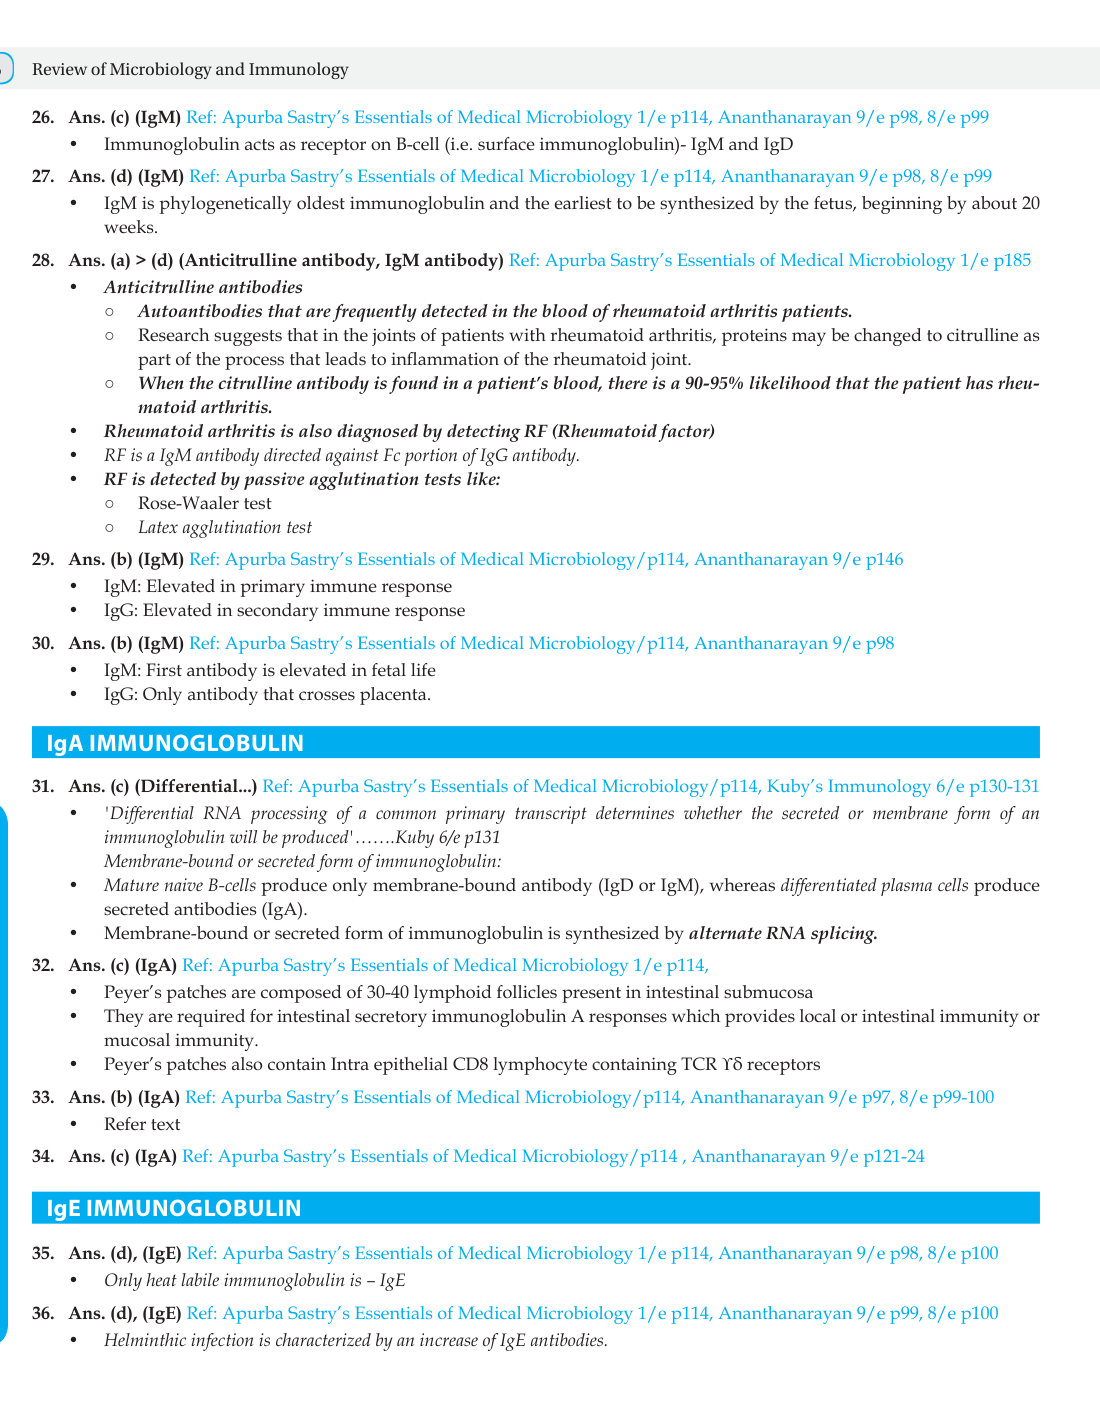 Review of Microbiology and Immunology
26. Ans. (c) (IgM) Ref: Apurba Sastry’s Essentials of Medical Microbiology 1/e p114, Ananthanarayan 9/e p98, 8/e p99
• Immunoglobulin acts as receptor on B-cell (i.e. surface immunoglobulin)- IgM and IgD
27. Ans. (d) (IgM) Ref: Apurba Sastry’s Essentials of Medical Microbiology 1/e p114, Ananthanarayan 9/e p98, 8/e p99
• IgM is phylogenetically oldest immunoglobulin and the earliest to be synthesized by the fetus, beginning by about 20
weeks.
28. Ans. (a) > (d) (Anticitrulline antibody, IgM antibody) Ref: Apurba Sastry’s Essentials of Medical Microbiology 1/e p185
• Anticitrulline antibodies
○ Autoantibodies that are frequently detected in the blood of rheumatoid arthritis patients.
○ Research suggests that in the joints of patients with rheumatoid arthritis, proteins may be changed to citrulline as
part of the process that leads to inflammation of the rheumatoid joint.
○ When the citrulline antibody is found in a patient’s blood, there is a 90-95% likelihood that the patient has rheu-
matoid arthritis.
• Rheumatoid arthritis is also diagnosed by detecting RF (Rheumatoid factor)
• RF is a IgM antibody directed against Fc portion of IgG antibody.
• RF is detected by passive agglutination tests like:
○ Rose-Waaler test
○ Latex agglutination test
29. Ans. (b) (IgM) Ref: Apurba Sastry’s Essentials of Medical Microbiology/p114, Ananthanarayan 9/e p146
• IgM: Elevated in primary immune response
• IgG: Elevated in secondary immune response
30. Ans. (b) (IgM) Ref: Apurba Sastry’s Essentials of Medical Microbiology/p114, Ananthanarayan 9/e p98
• IgM: First antibody is elevated in fetal life
• IgG: Only antibody that crosses placenta.
IgA IMMUNOGLOBULIN
31. Ans. (c) (Differential...) Ref: Apurba Sastry’s Essentials of Medical Microbiology/p114, Kuby’s Immunology 6/e p130-131
• 'Differential RNA processing of a common primary transcript determines whether the secreted or membrane form of an
immunoglobulin will be produced'…….Kuby 6/e p131
Membrane-bound or secreted form of immunoglobulin:
• Mature naive B-cells produce only membrane-bound antibody (IgD or IgM), whereas differentiated plasma cells produce
secreted antibodies (IgA).
• Membrane-bound or secreted form of immunoglobulin is synthesized by alternate RNA splicing.
32. Ans. (c) (IgA) Ref: Apurba Sastry’s Essentials of Medical Microbiology 1/e p114,
• Peyer’s patches are composed of 30-40 lymphoid follicles present in intestinal submucosa
• They are required for intestinal secretory immunoglobulin A responses which provides local or intestinal immunity or
mucosal immunity.
• Peyer’s patches also contain Intra epithelial CD8 lymphocyte containing TCR ϒδ receptors
33. Ans. (b) (IgA) Ref: Apurba Sastry’s Essentials of Medical Microbiology/p114, Ananthanarayan 9/e p97, 8/e p99-100
• Refer text
34. Ans. (c) (IgA) Ref: Apurba Sastry’s Essentials of Medical Microbiology/p114 , Ananthanarayan 9/e p121-24
IgE IMMUNOGLOBULIN
35. Ans. (d), (IgE) Ref: Apurba Sastry’s Essentials of Medical Microbiology 1/e p114, Ananthanarayan 9/e p98, 8/e p100
• Only heat labile immunoglobulin is – IgE
36. Ans. (d), (IgE) Ref: Apurba Sastry’s Essentials of Medical Microbiology 1/e p114, Ananthanarayan 9/e p99, 8/e p100
• Helminthic infection is characterized by an increase of IgE antibodies.